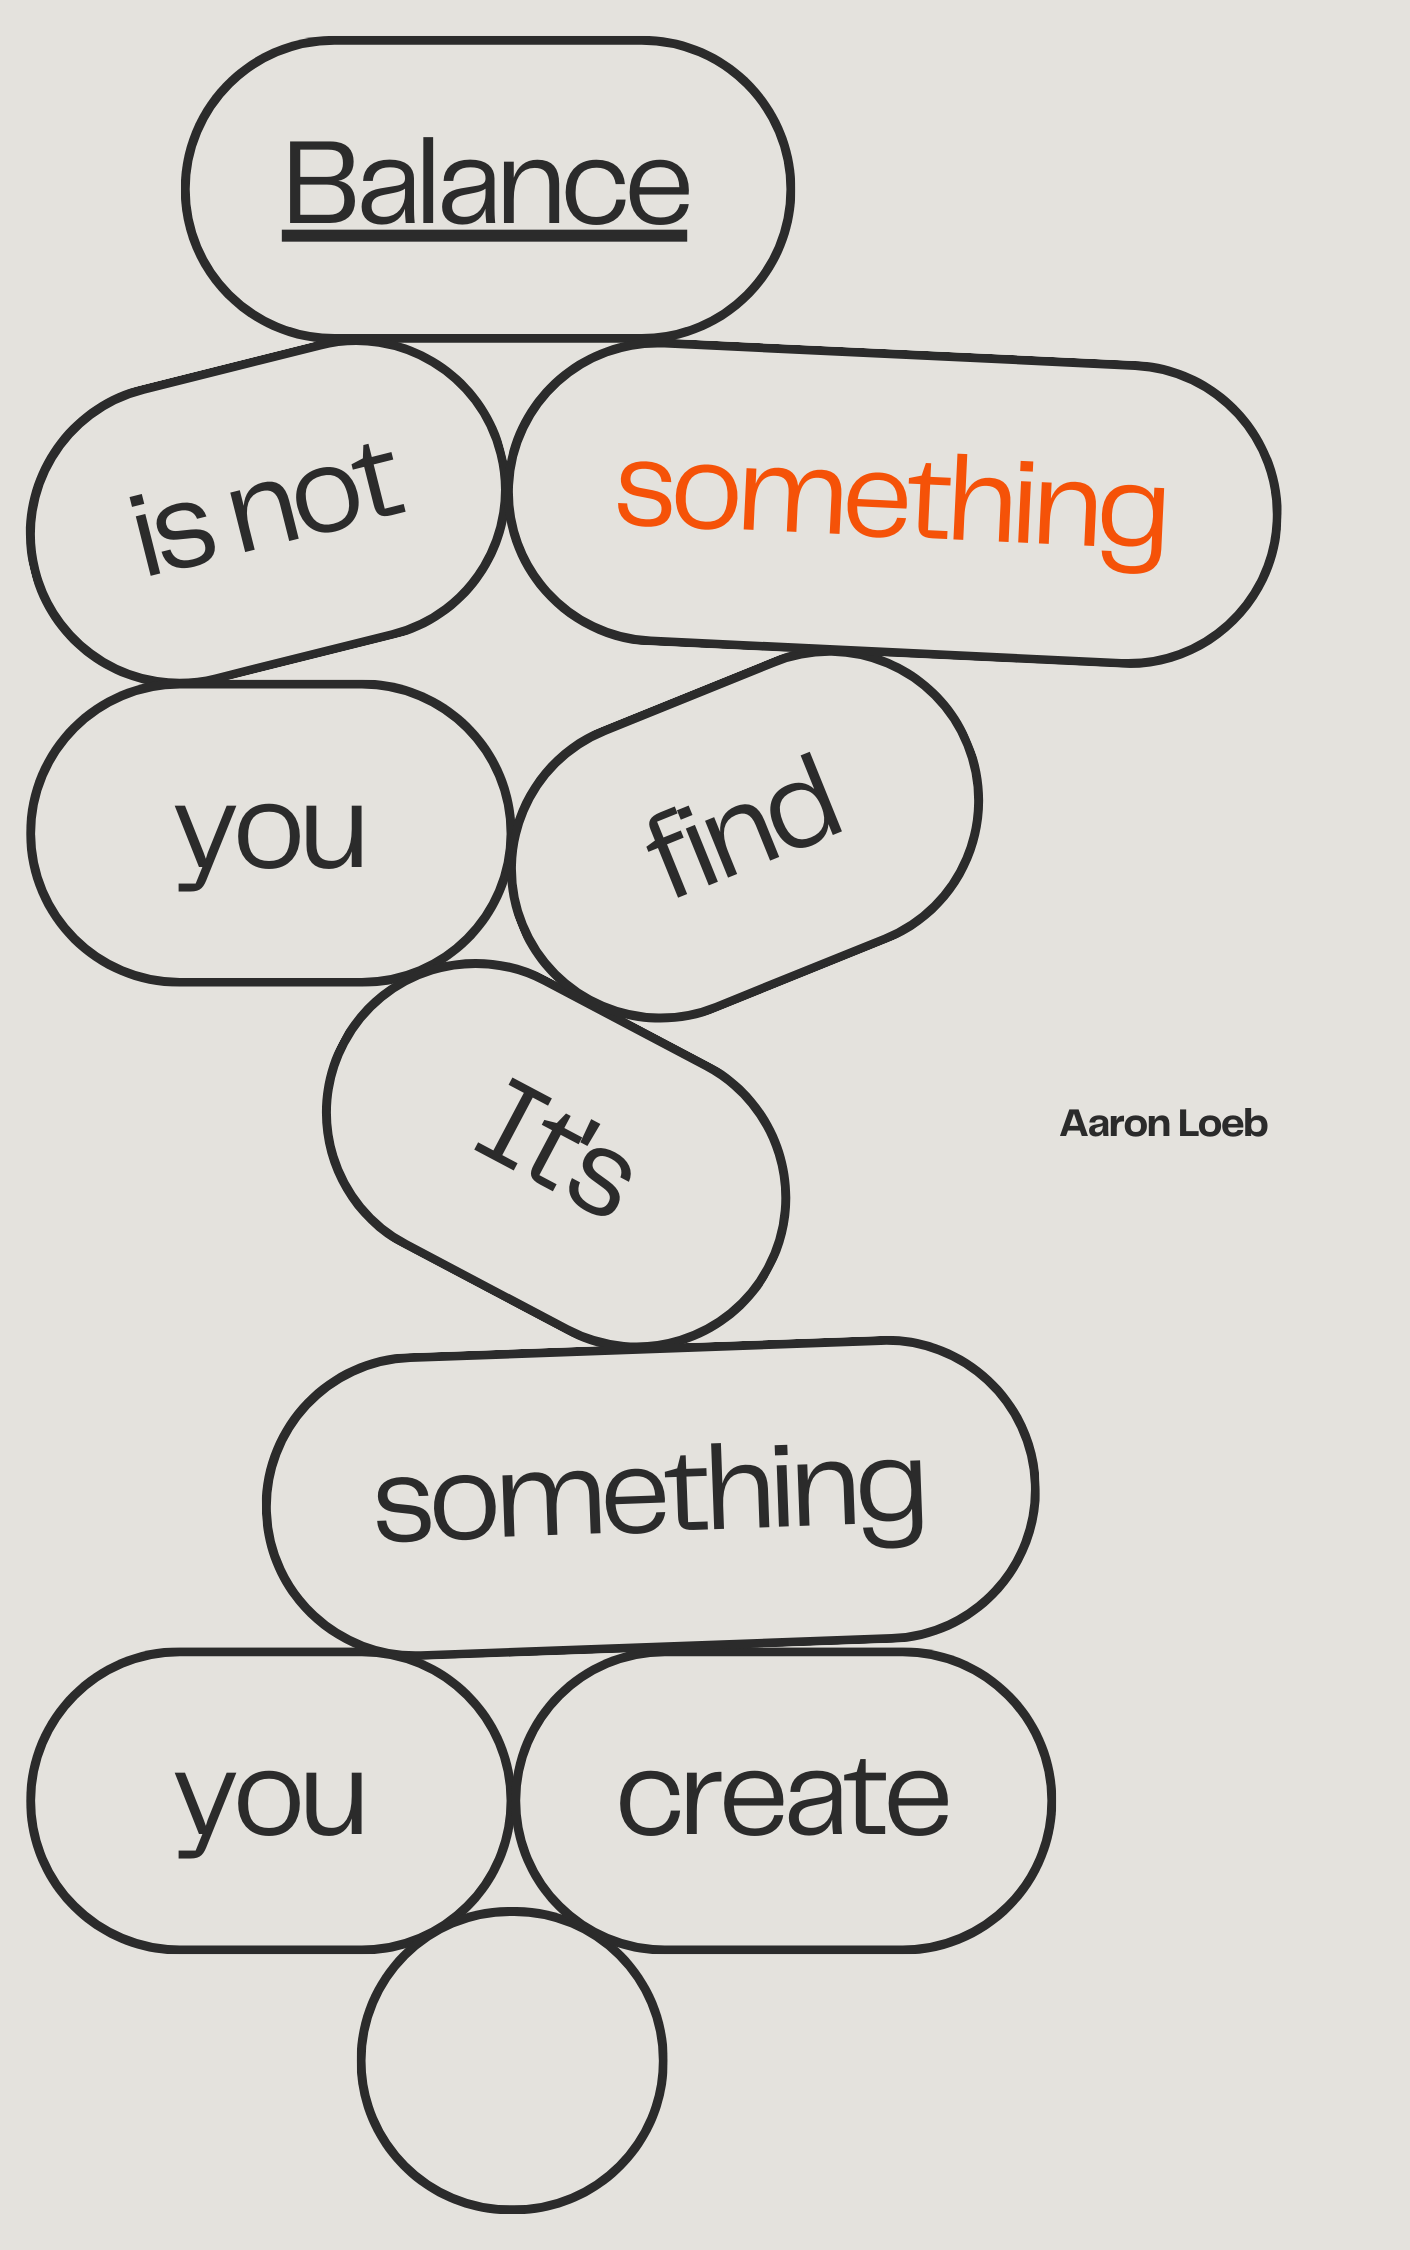 Balance
is not something
you find
It's
Aaron Loeb
something
you create